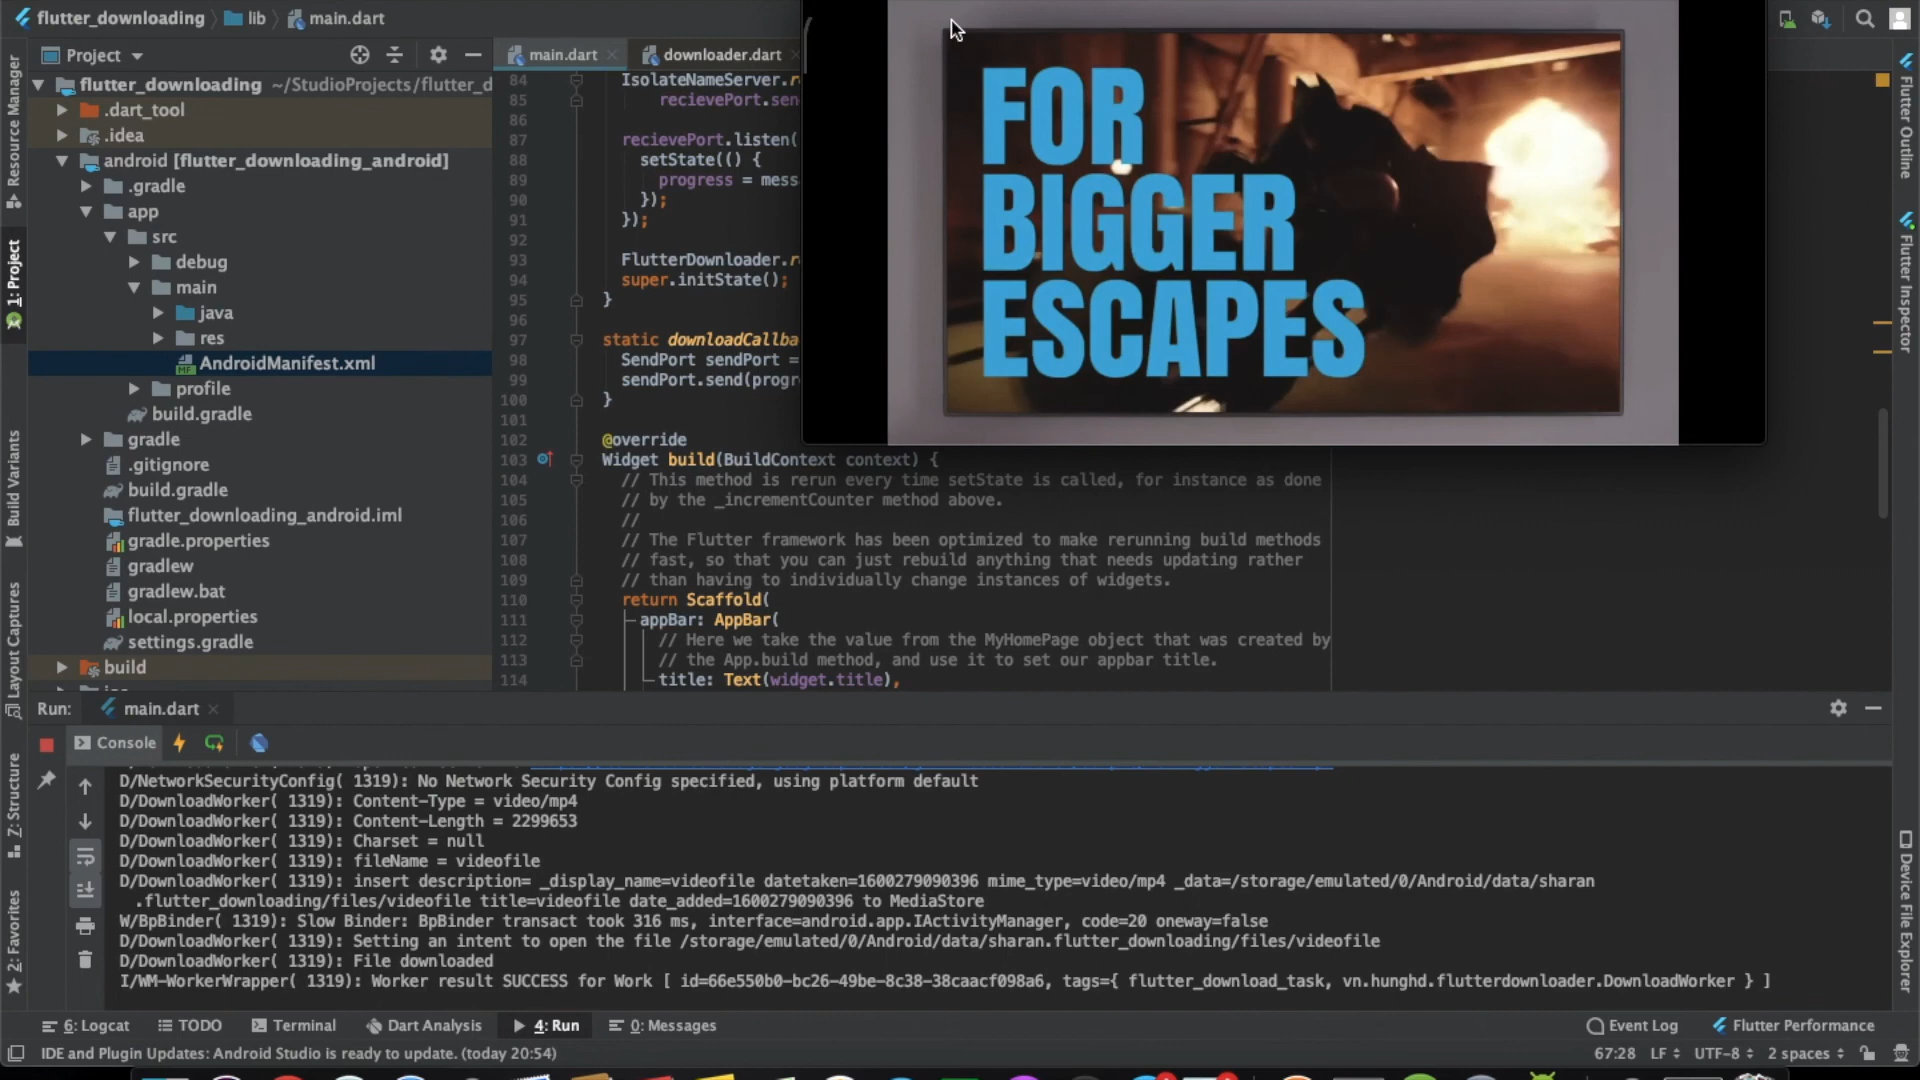 flutter_downloading
lib
main.dart
Project
main.dart
downloader.dart
flutter_downloading ~/StudioProjects/flutter_d
.dart_tool
.idea
android [flutter_downloading_android]
.gradle
app
src
debug
main
java
res
AndroidManifest.xml
profile
build.gradle
gradle
.gitignore
build.gradle
flutter_downloading_android.iml
gradle.properties
gradlew
gradlew.bat
local.properties
settings.gradle
build
Resource Manager
1: Project
Build Variants
Layout Captures
Z: Structure
2: Favorites
84 IsolateNameServer.r
85 recievePort.sen
86
87 recievePort.listen(
88 setState(() {
89 progress = mess
90 });
91 });
92
93 FlutterDownloader.r
94 super.initState();
95 }
96
97 static downloadCallba
98 SendPort sendPort =
99 sendPort.send(progr
100 }
101
102 @override
103 Widget build(BuildContext context) {
104 // This method is rerun every time setState is called, for instance as done
105 // by the _incrementCounter method above.
106 //
107 // The Flutter framework has been optimized to make rerunning build methods
108 // fast, so that you can just rebuild anything that needs updating rather
109 // than having to individually change instances of widgets.
110 return Scaffold(
111 appBar: AppBar(
112 // Here we take the value from the MyHomePage object that was created by
113 // the App.build method, and use it to set our appbar title.
114 title: Text(widget.title),
FOR
BIGGER
ESCAPES
Flutter Outline
Flutter Inspector
Device File Explorer
Run: main.dart
Console
D/NetworkSecurityConfig( 1319): No Network Security Config specified, using platform default
D/DownloadWorker( 1319): Content-Type = video/mp4
D/DownloadWorker( 1319): Content-Length = 2299653
D/DownloadWorker( 1319): Charset = null
D/DownloadWorker( 1319): fileName = videofile
D/DownloadWorker( 1319): insert description= _display_name=videofile datetaken=1600279090396 mime_type=video/mp4 _data=/storage/emulated/0/Android/data/sharan
.flutter_downloading/files/videofile title=videofile date_added=1600279090396 to MediaStore
W/BpBinder( 1319): Slow Binder: BpBinder transact took 316 ms, interface=android.app.IActivityManager, code=20 oneway=false
D/DownloadWorker( 1319): Setting an intent to open the file /storage/emulated/0/Android/data/sharan.flutter_downloading/files/videofile
D/DownloadWorker( 1319): File downloaded
I/WM-WorkerWrapper( 1319): Worker result SUCCESS for Work [ id=66e550b0-bc26-49be-8c38-38caacf098a6, tags={ flutter_download_task, vn.hunghd.flutterdownloader.DownloadWorker } ]
6: Logcat
TODO
Terminal
Dart Analysis
4: Run
0: Messages
Event Log
Flutter Performance
IDE and Plugin Updates: Android Studio is ready to update. (today 20:54)
67:28 LF UTF-8 2 spaces